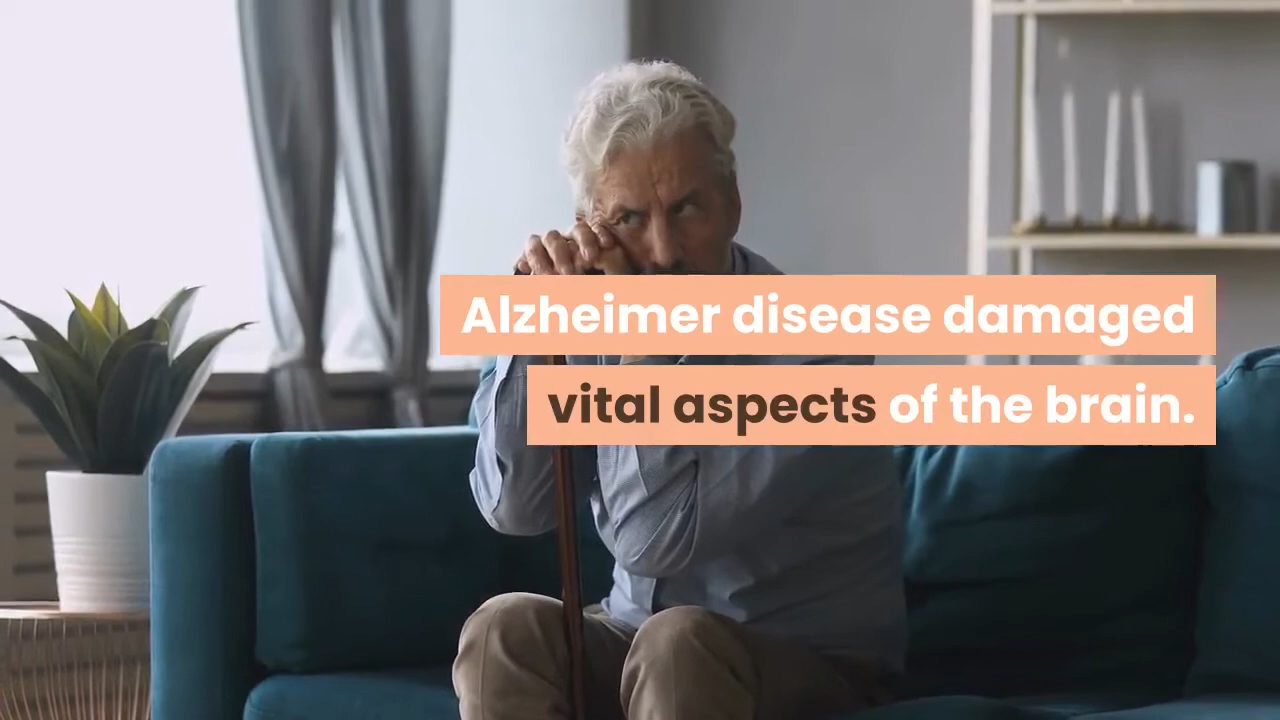 Alzheimer disease damaged
vital aspects of the brain.